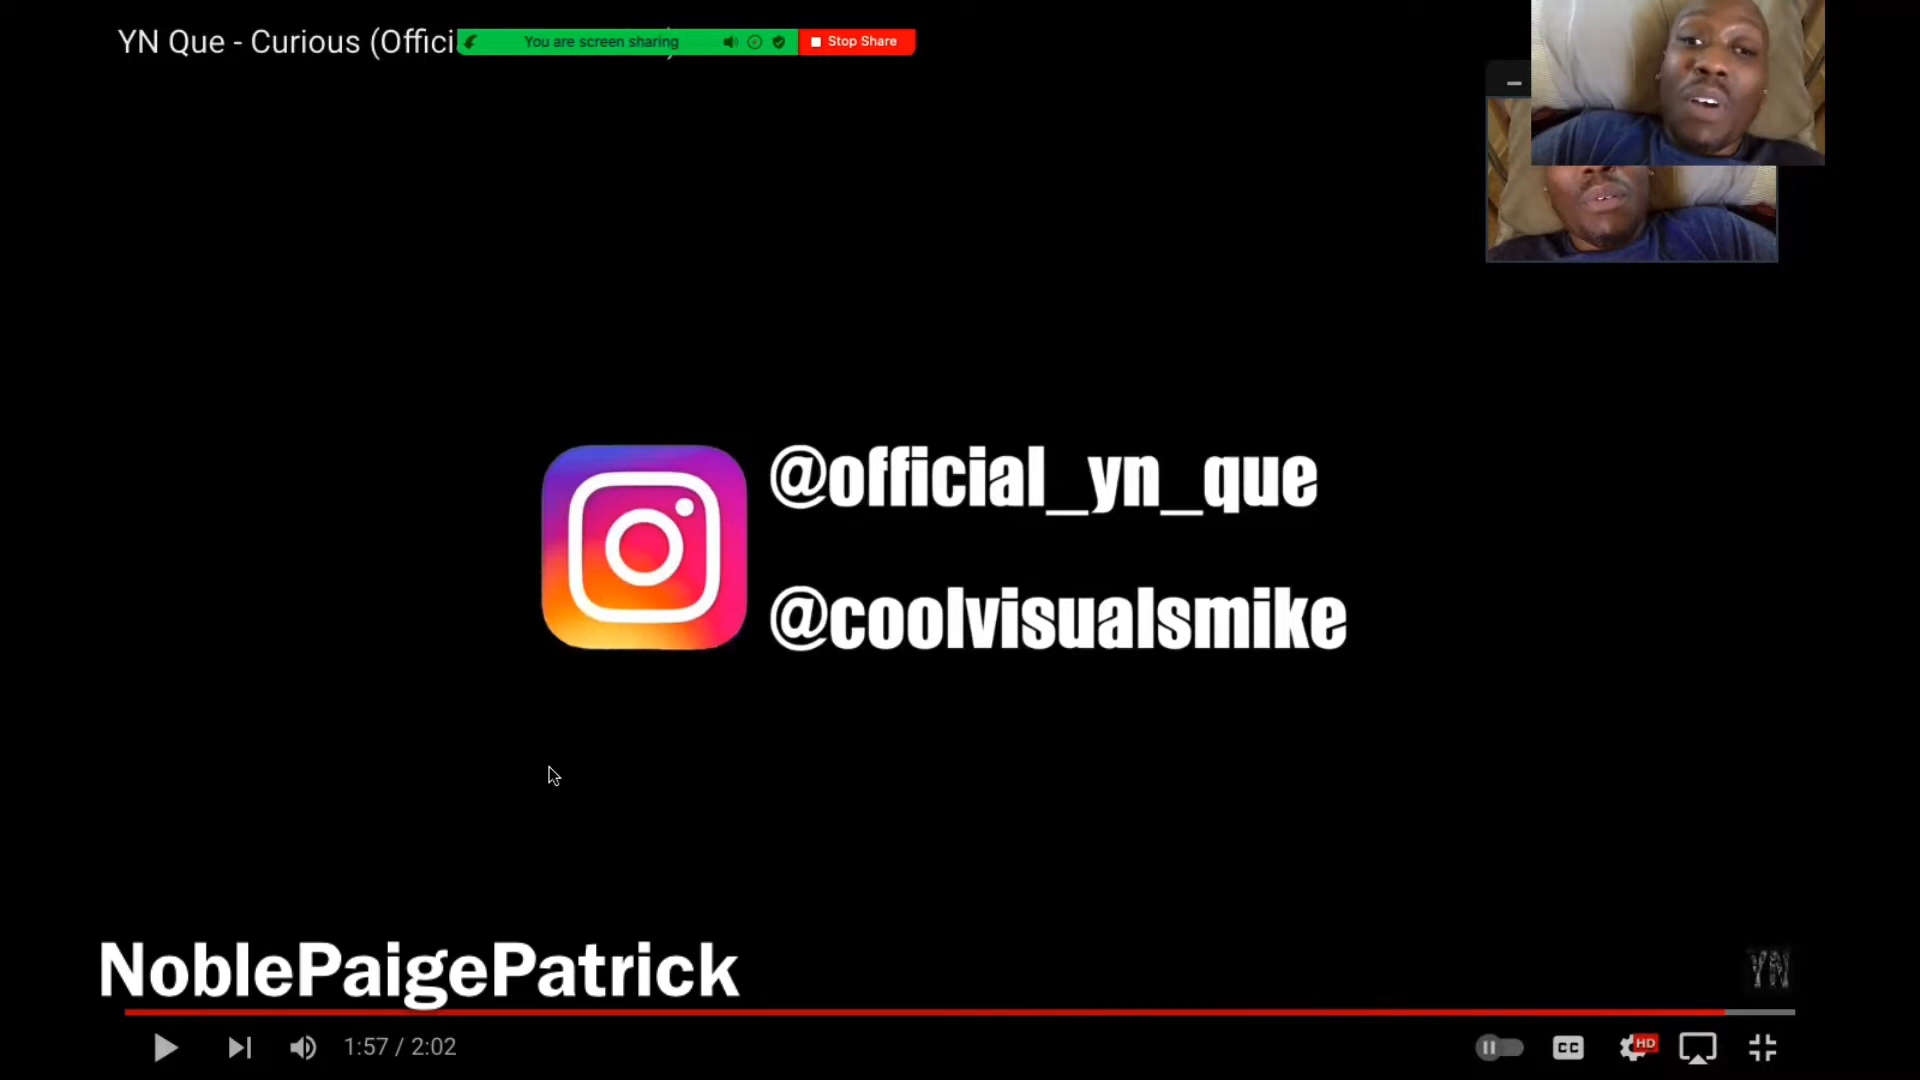 YN Que - Curious (Offici
You are screen sharing
Stop Share
@official_yn_que
@coolvisualsmike
NoblePaigePatrick
YN
1:57 / 2:02
CC
HD